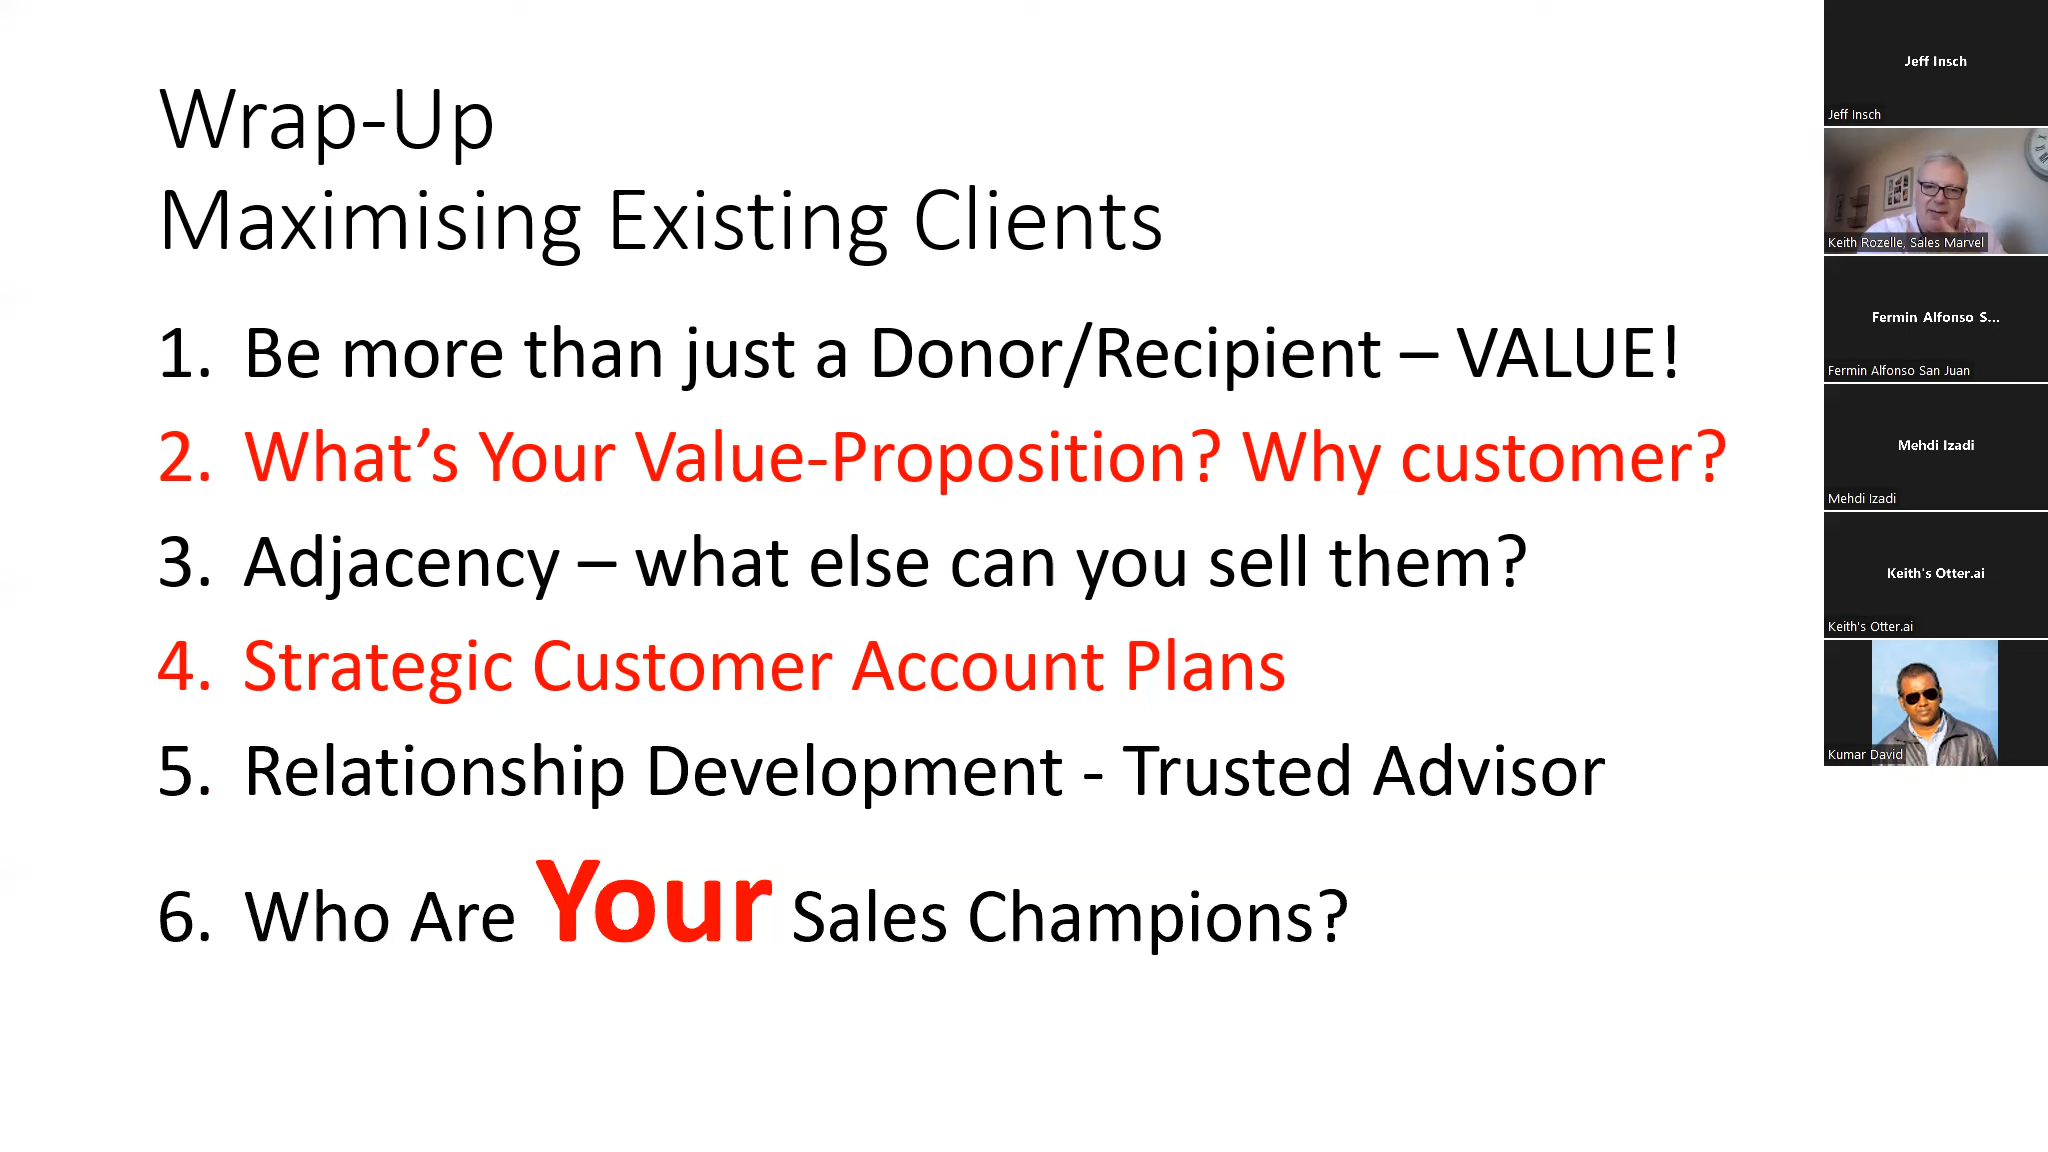 Wrap-Up
Maximising Existing Clients
1. Be more than just a Donor/Recipient – VALUE!
2. What’s Your Value-Proposition? Why customer?
3. Adjacency – what else can you sell them?
4. Strategic Customer Account Plans
5. Relationship Development - Trusted Advisor
6. Who Are Your Sales Champions?
Jeff Insch
Jeff Insch
Keith Rozelle, Sales Marvel
Fermin Alfonso S...
Fermin Alfonso San Juan
Mehdi Izadi
Mehdi Izadi
Keith's Otter.ai
Keith's Otter.ai
Kumar David